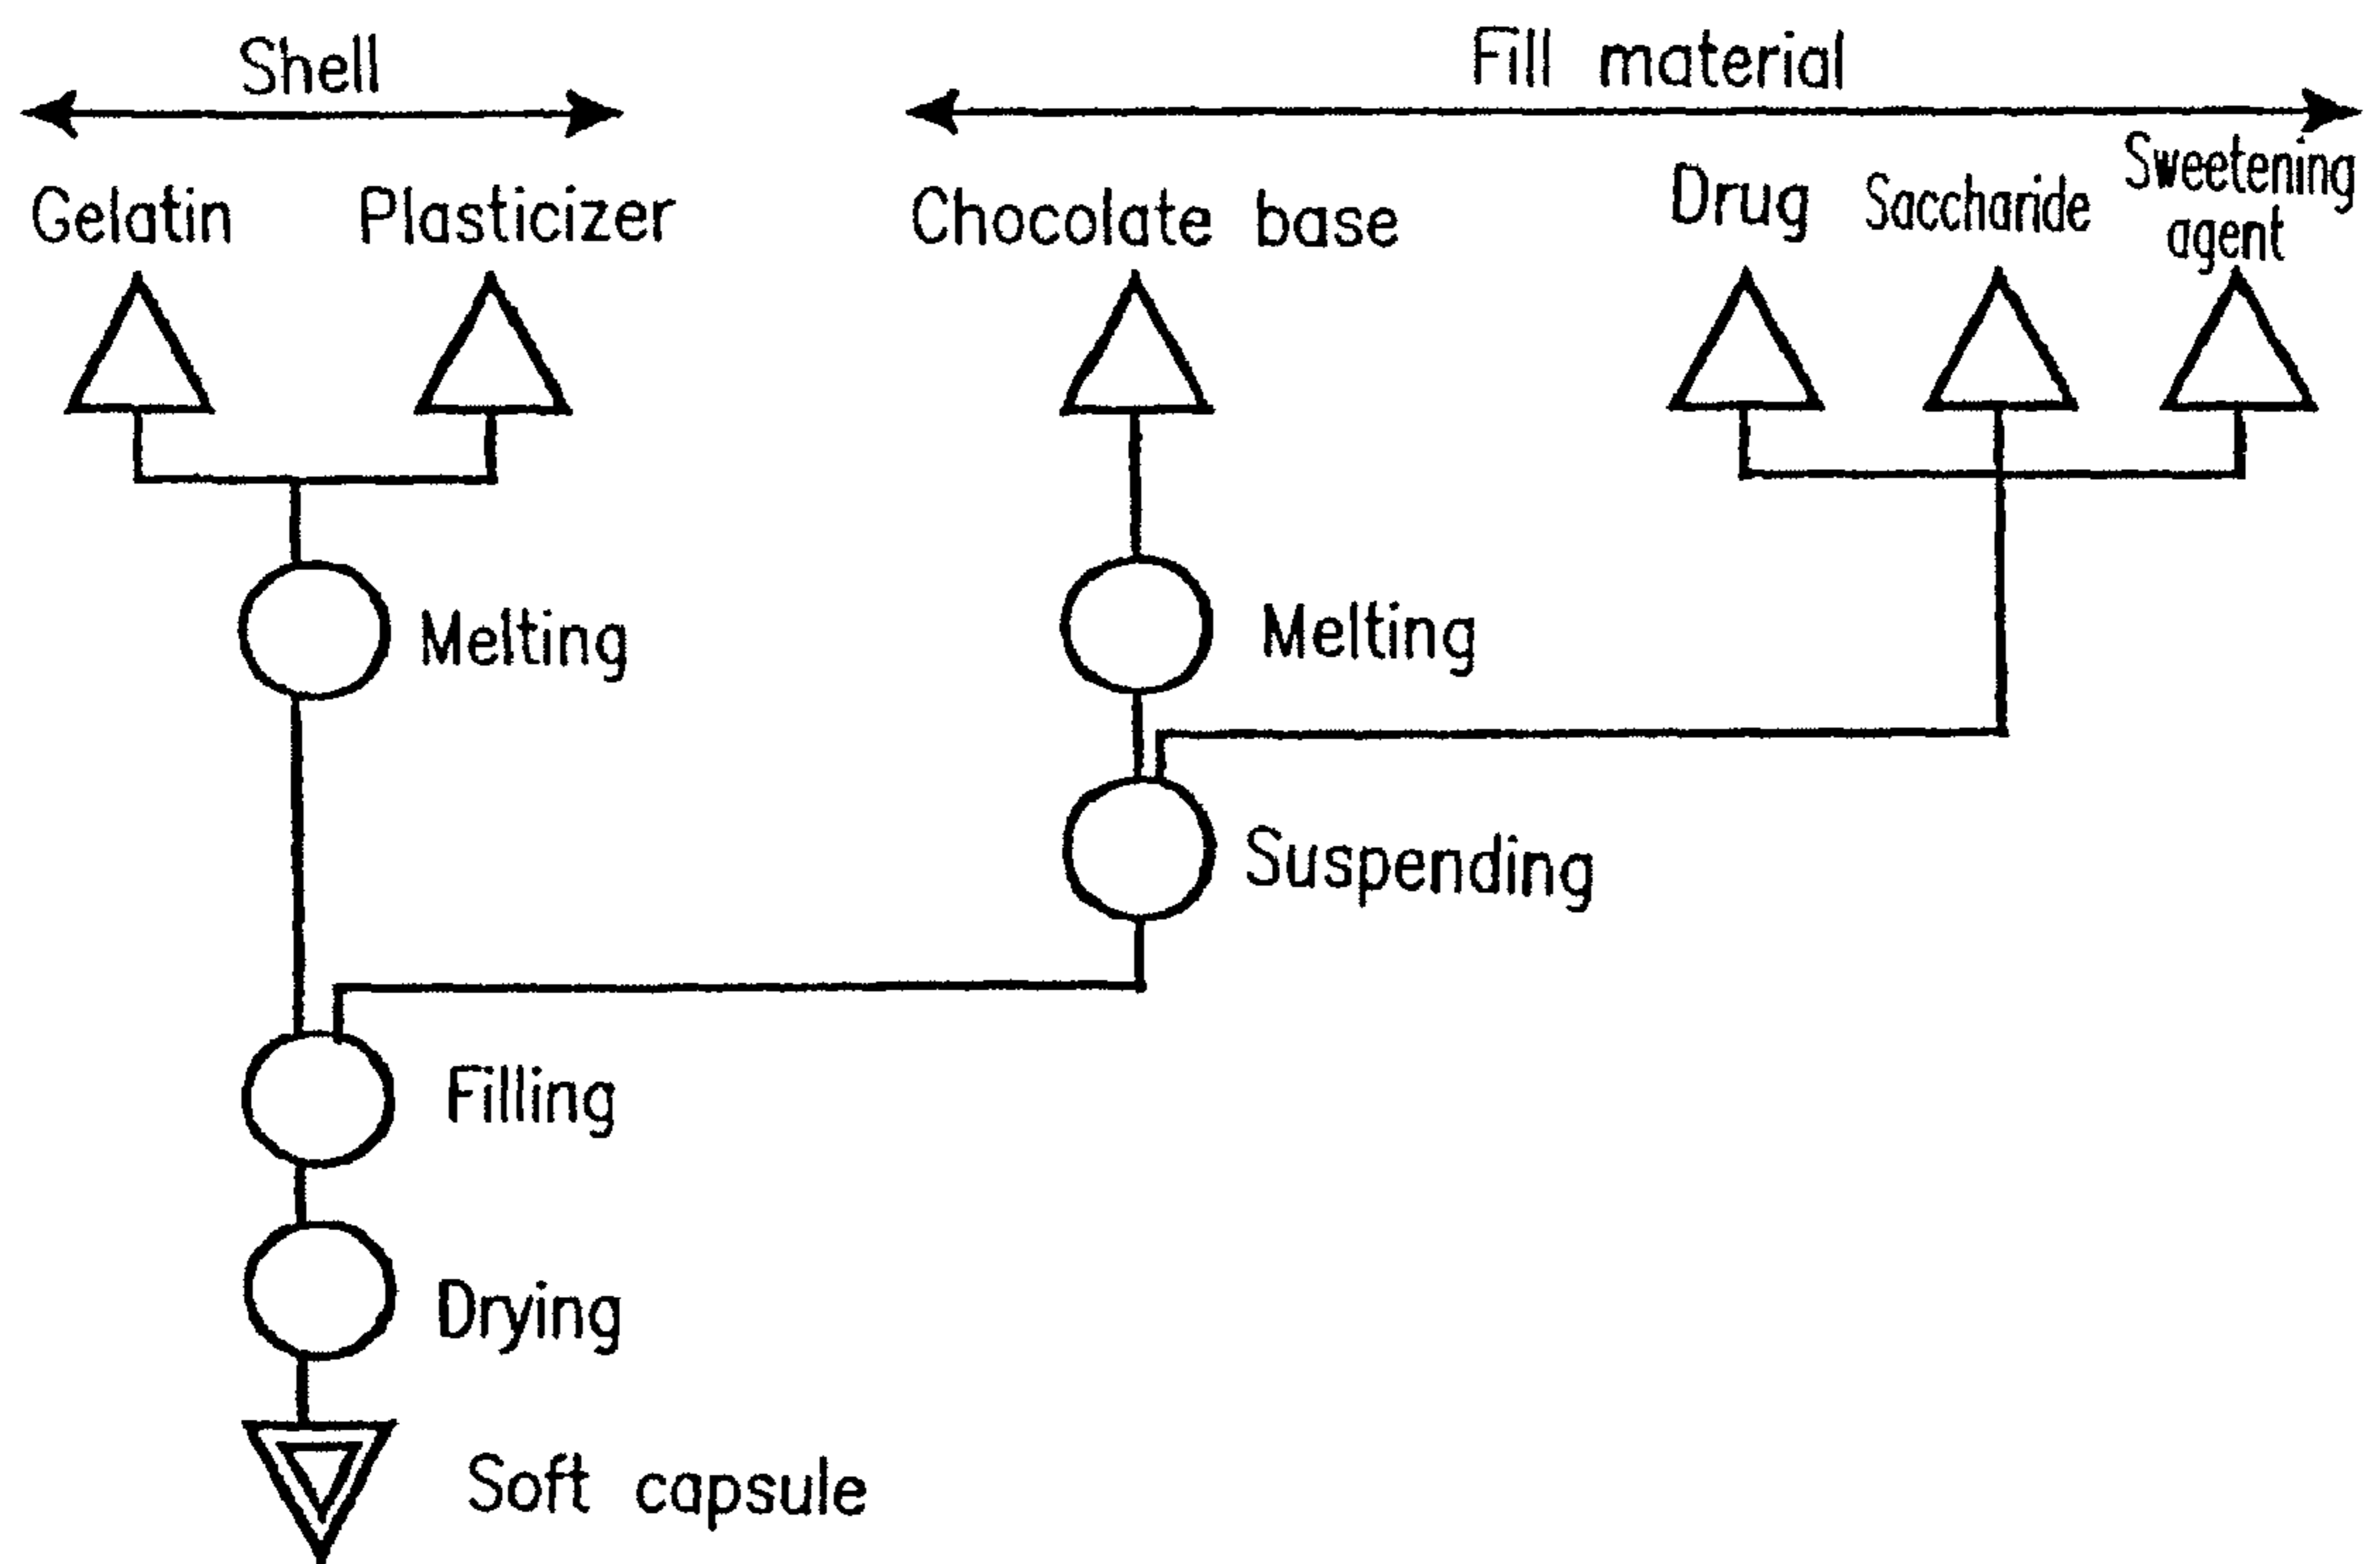 Shell
Fill material
Gelatin
Plasticizer
Chocolate base
Drug
Saccharide
Sweetening
agent
Melting
Melting
Suspending
Filling
Drying
Soft capsule